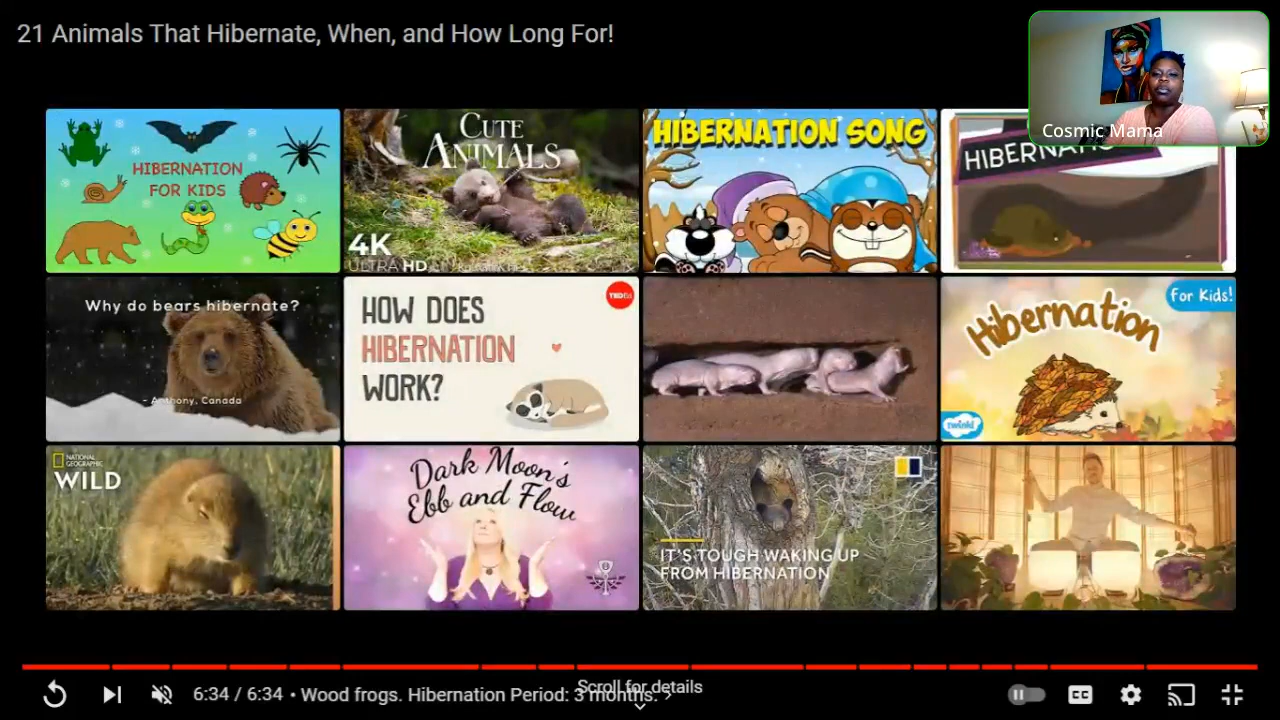 21 Animals That Hibernate, When, and How Long For!
Cosmic Mama
HIBERNATION
FOR KIDS
CUTE
ANIMALS
4K
ULTRA HD
HIBERNATION SONG
Why do bears hibernate?
- Anthony, Canada
HOW DOES
HIBERNATION
WORK?
TED Ed
for Kids!
Hibernation
twinkl
NATIONAL
GEOGRAPHIC
WILD
Dark Moon's
Ebb and Flow
IT'S TOUGH WAKING UP
FROM HIBERNATION
6:34 / 6:34 • Wood frogs. Hibernation Period: 3 months. >
Scroll for details
CC